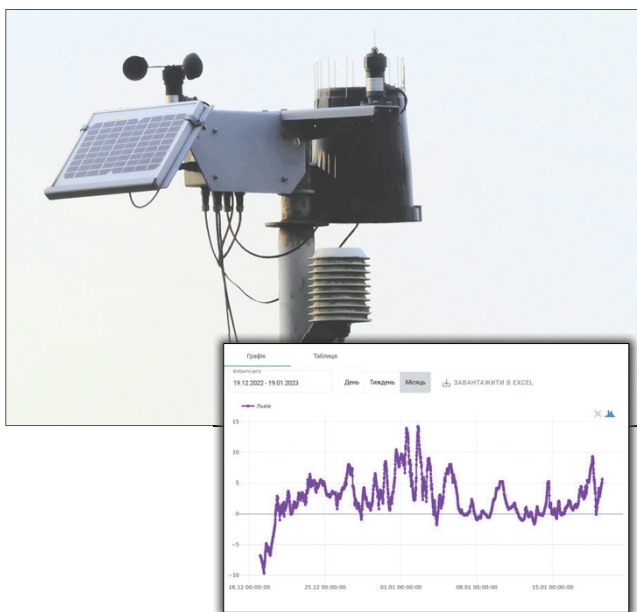 Графік Таблиця
Вибрати дату
19.12.2022 - 19.01.2023 День Тиждень Місяць ЗАВАНТАЖИТИ В EXCEL
Львів
15
10
5
0
−5
−10
18.12 00:00:00 25.12 00:00:00 01.01 00:00:00 08.01 00:00:00 15.01 00:00:00